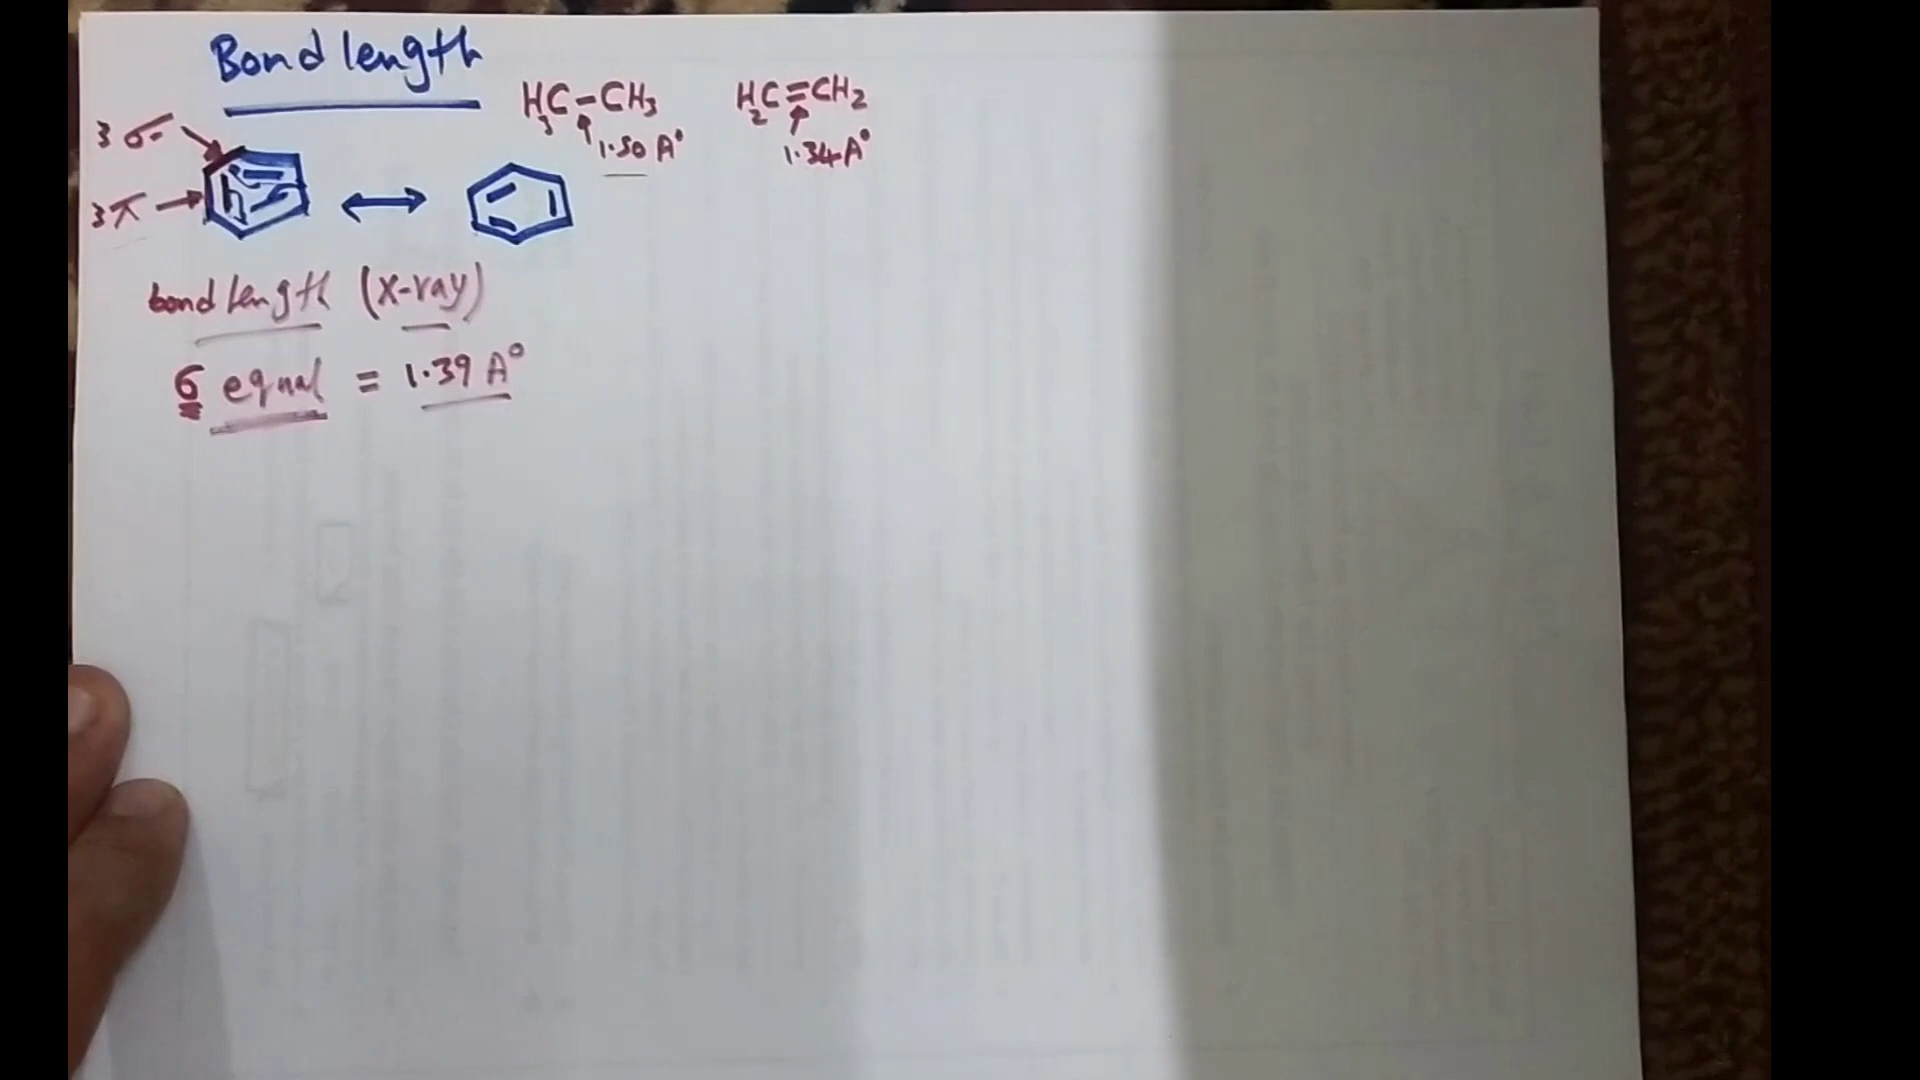 Bond length
H₃C-CH₃ H₂C=CH₂
1.50 A° 1.34 A°
3 σ
3 π
bond length (X-ray)
6 equal = 1.39 A°